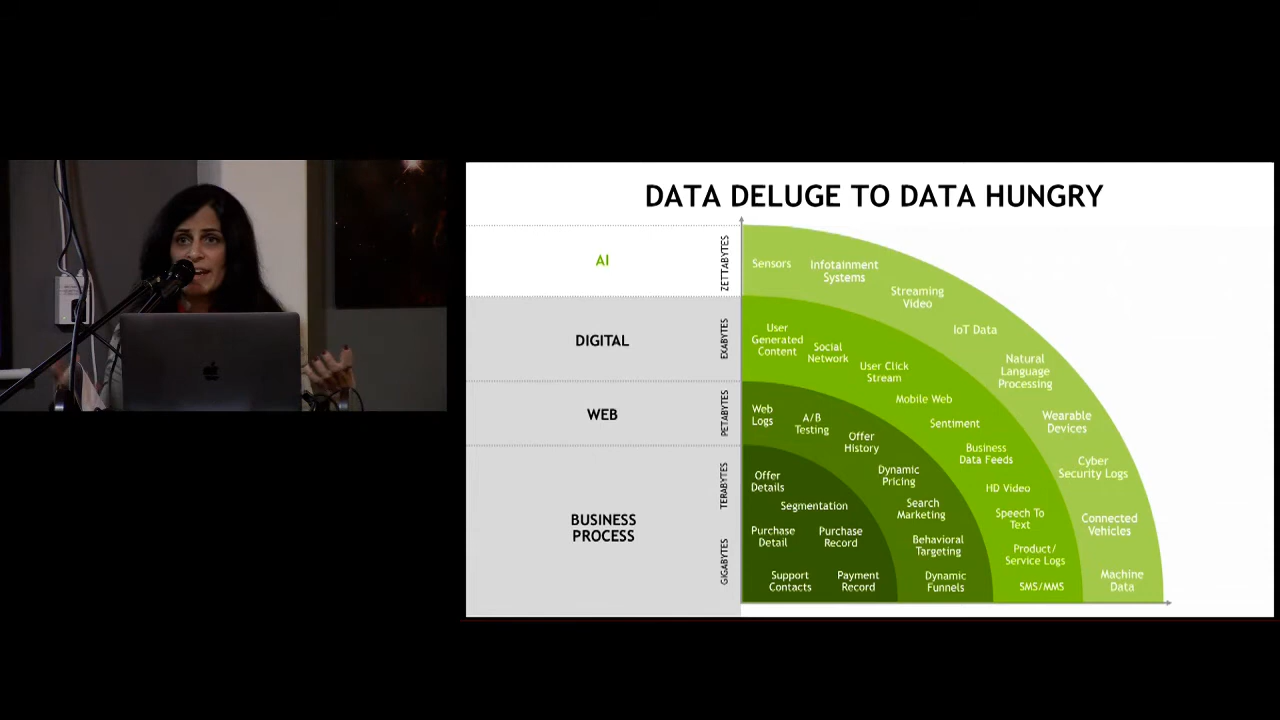 DATA DELUGE TO DATA HUNGRY
AI
ZETTABYTES
Sensors
Infotainment
Systems
Streaming
Video
IoT Data
Natural
Language
Processing
Wearable
Devices
Cyber
Security Logs
Connected
Vehicles
Machine
Data
DIGITAL
EXABYTES
User
Generated
Content
Social
Network
User Click
Stream
Mobile Web
Sentiment
Business
Data Feeds
HD Video
Speech To
Text
Product/
Service Logs
SMS/MMS
WEB
PETABYTES
Web
Logs
A/B
Testing
Offer
History
Dynamic
Pricing
Search
Marketing
Behavioral
Targeting
Dynamic
Funnels
BUSINESS
PROCESS
TERABYTES
GIGABYTES
Offer
Details
Segmentation
Purchase
Detail
Purchase
Record
Support
Contacts
Payment
Record